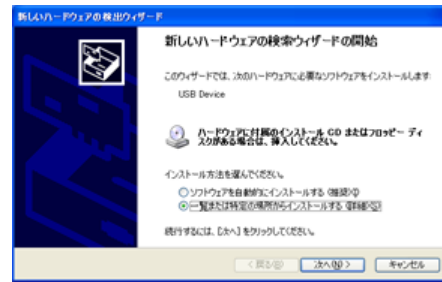 新しいハードウェアの検出ウィザード
新しいハードウェアの検索ウィザードの開始
このウィザードでは、次のハードウェアに必要なソフトウェアをインストールします:
USB Device
ハードウェアに付属のインストール CD またはフロッピー ディ
スクがある場合は、挿入してください。
インストール方法を選んでください。
ソフトウェアを自動的にインストールする (推奨)(I)
一覧または特定の場所からインストールする (詳細)(S)
続行するには、[次へ] をクリックしてください。
< 戻る(B) 次へ(N) > キャンセル